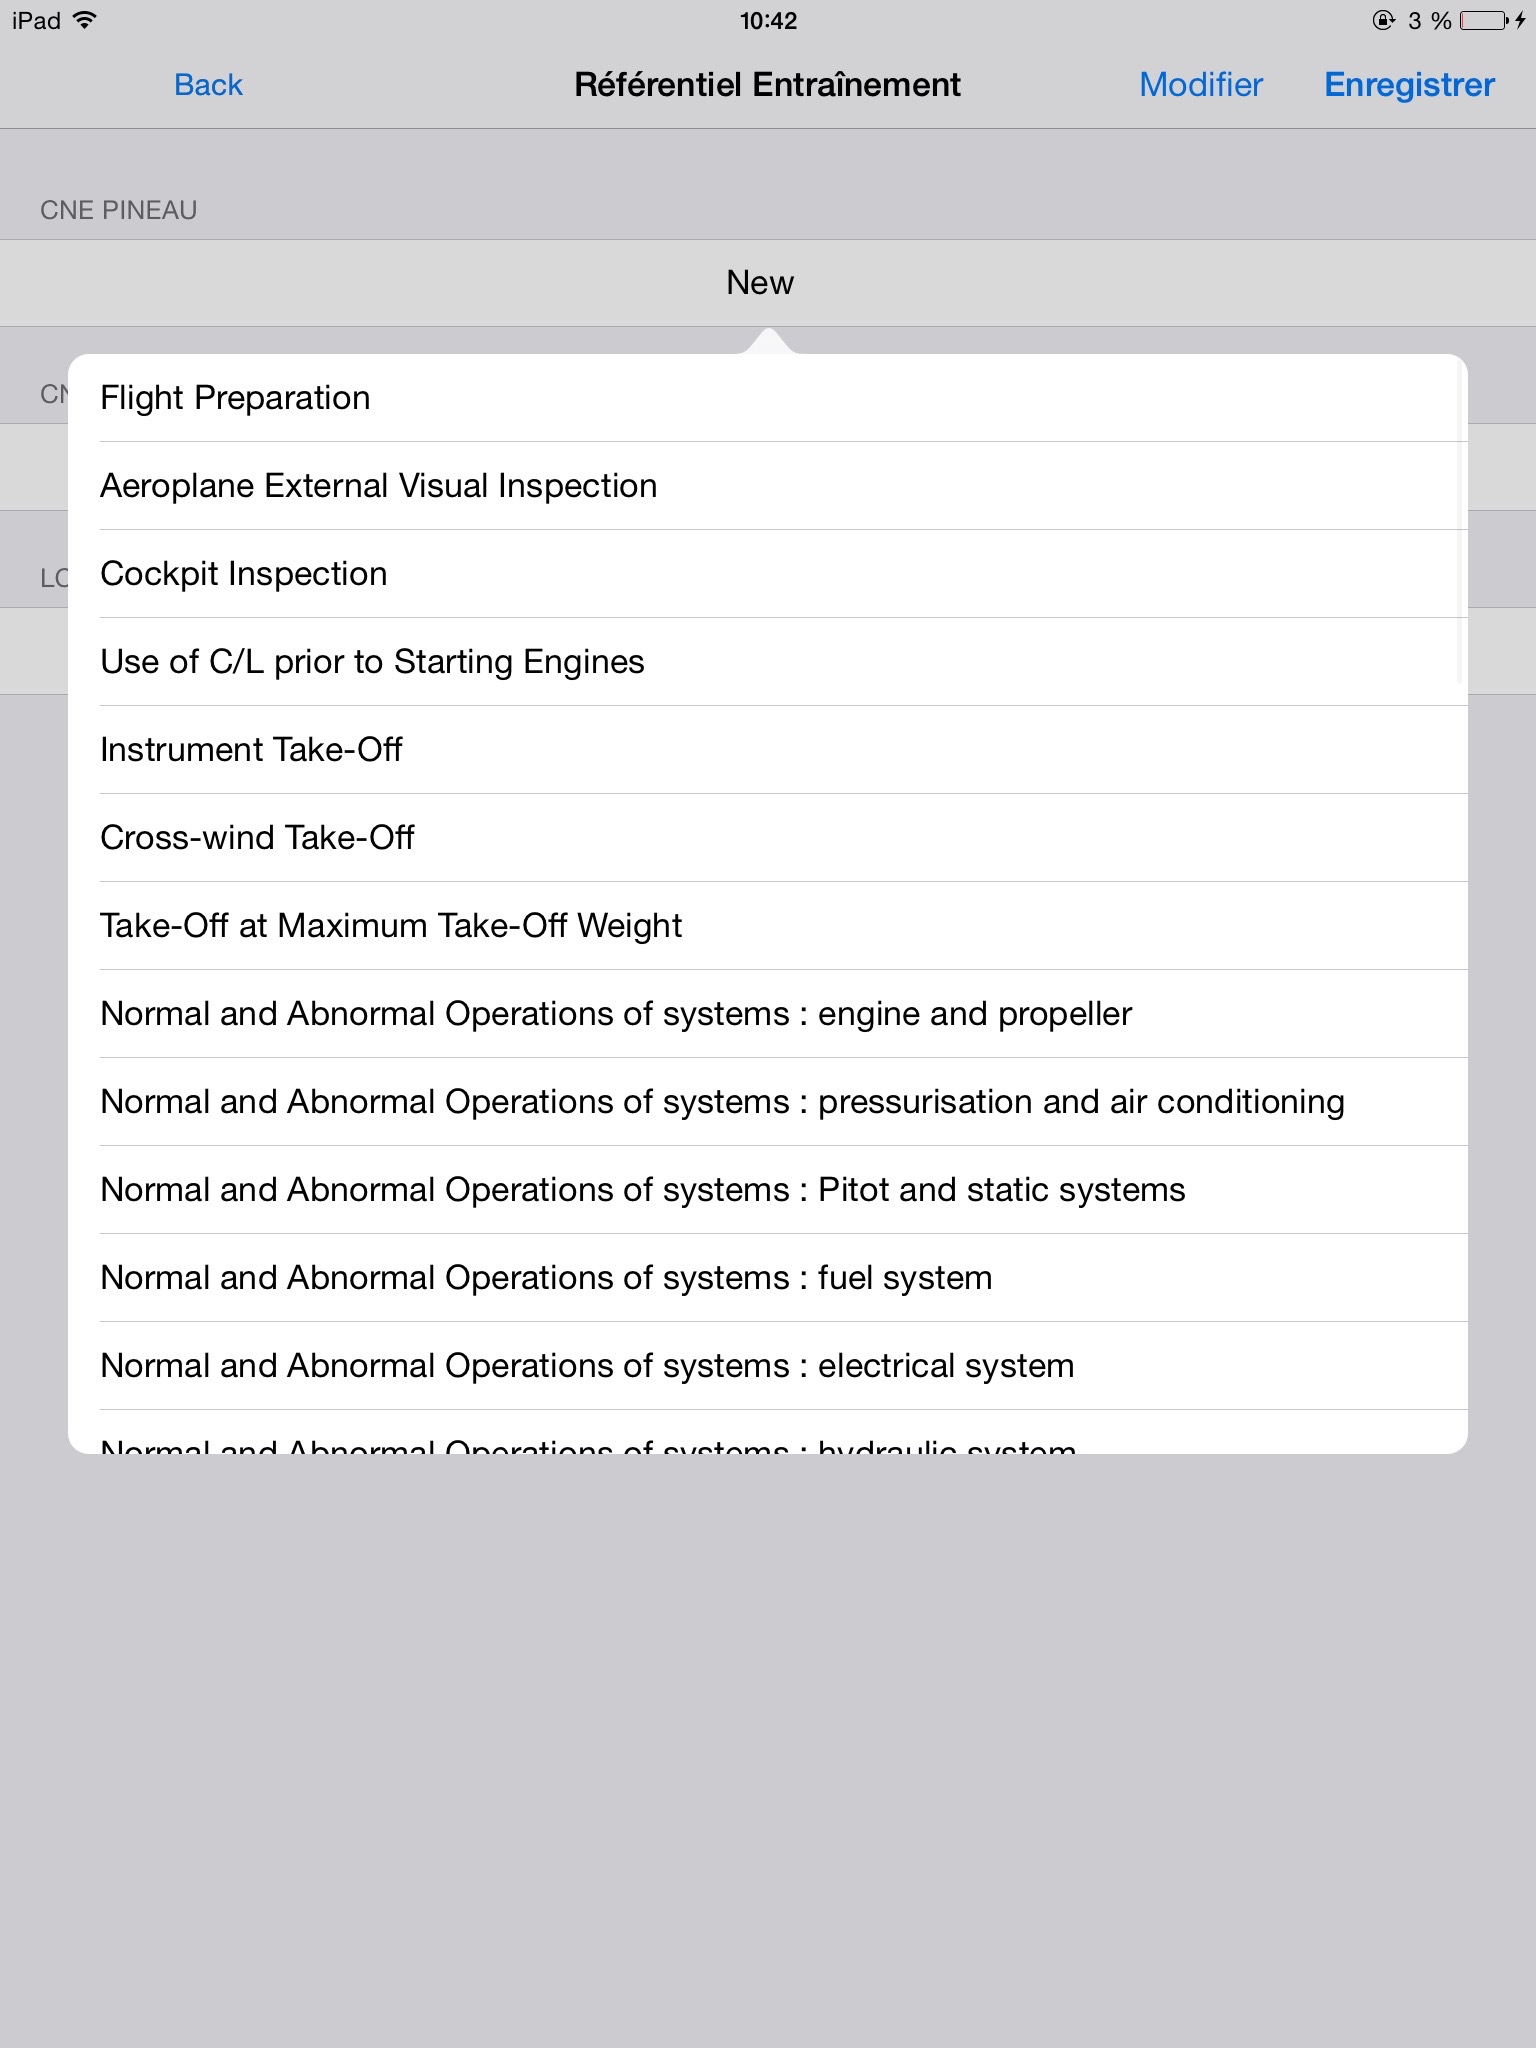 iPad 10:42 3 %
Back Référentiel Entraînement Modifier Enregistrer
CNE PINEAU
New
Flight Preparation
Aeroplane External Visual Inspection
Cockpit Inspection
Use of C/L prior to Starting Engines
Instrument Take-Off
Cross-wind Take-Off
Take-Off at Maximum Take-Off Weight
Normal and Abnormal Operations of systems : engine and propeller
Normal and Abnormal Operations of systems : pressurisation and air conditioning
Normal and Abnormal Operations of systems : Pitot and static systems
Normal and Abnormal Operations of systems : fuel system
Normal and Abnormal Operations of systems : electrical system
Normal and Abnormal Operations of systems : hydraulic system